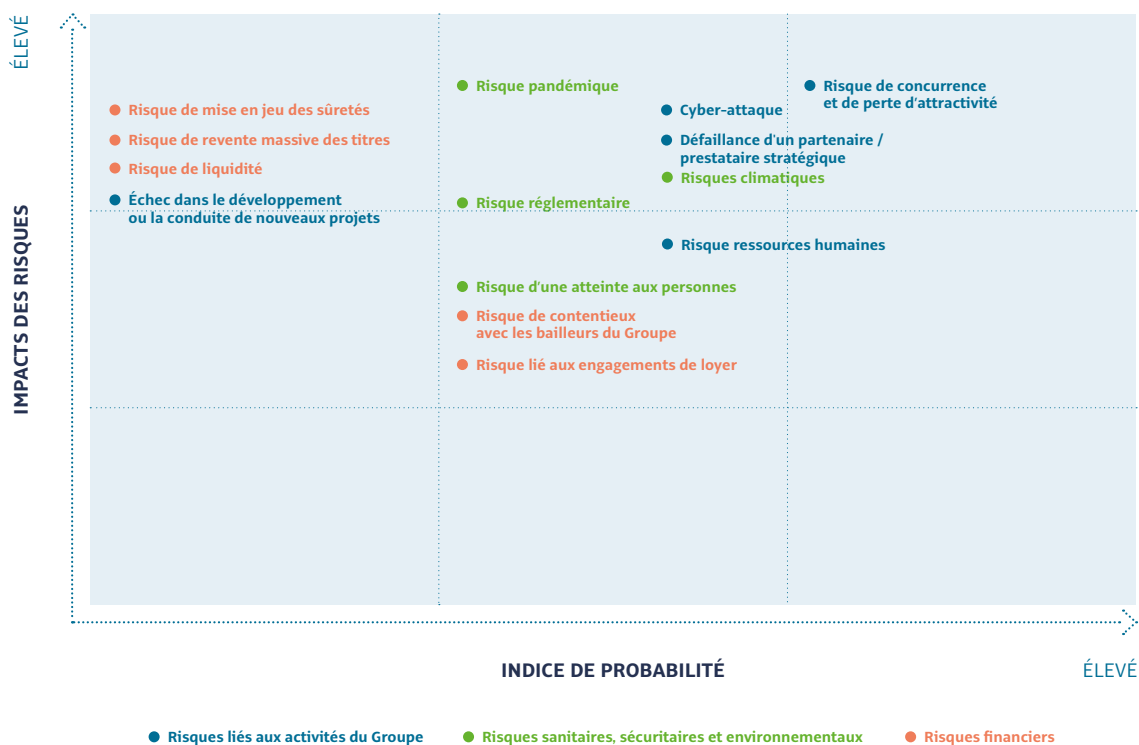 ÉLEVÉ
IMPACTS DES RISQUES
Risque de mise en jeu des sûretés
Risque de revente massive des titres
Risque de liquidité
Échec dans le développement
ou la conduite de nouveaux projets
Risque pandémique
Risque réglementaire
Risque d'une atteinte aux personnes
Risque de contentieux
avec les bailleurs du Groupe
Risque lié aux engagements de loyer
Cyber-attaque
Défaillance d'un partenaire /
prestataire stratégique
Risques climatiques
Risque ressources humaines
Risque de concurrence
et de perte d'attractivité
INDICE DE PROBABILITÉ
ÉLEVÉ
Risques liés aux activités du Groupe
Risques sanitaires, sécuritaires et environnementaux
Risques financiers